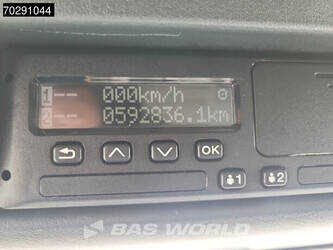 70291044
1 -- 000km/h
2 -- 0592836.1km
OK
1 2
BAS WORLD